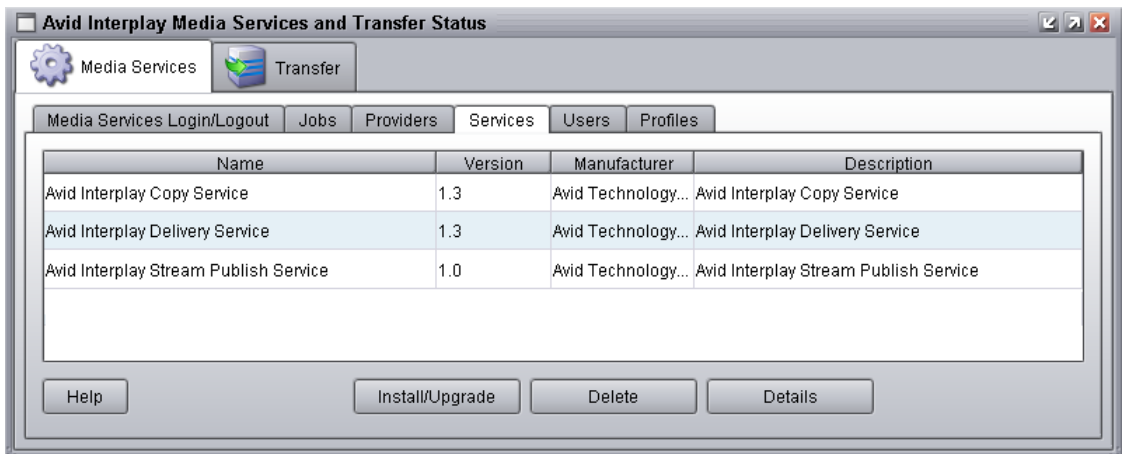 Avid Interplay Media Services and Transfer Status
Media Services Transfer
Media Services Login/Logout Jobs Providers Services Users Profiles
Name Version Manufacturer Description
Avid Interplay Copy Service 1.3 Avid Technology... Avid Interplay Copy Service
Avid Interplay Delivery Service 1.3 Avid Technology... Avid Interplay Delivery Service
Avid Interplay Stream Publish Service 1.0 Avid Technology... Avid Interplay Stream Publish Service
Help Install/Upgrade Delete Details